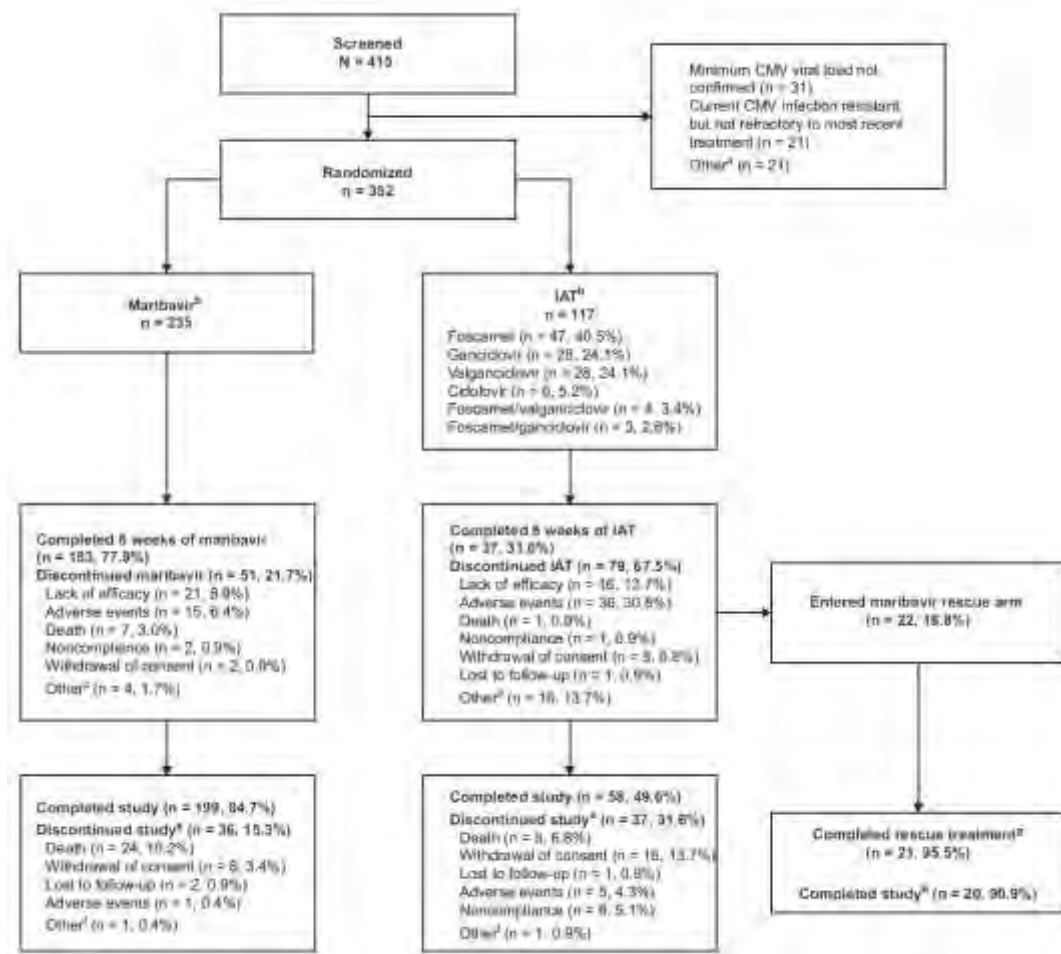 Screened
N = 415
Minimum CMV viral load not
confirmed (n = 31)
Current CMV infection resistant
but not refractory to most recent
treatment (n = 21)
Otherᵃ (n = 21)
Randomized
n = 352
Maribavirᵇ
n = 235
IATᵇ
n = 117
Foscarnet (n = 47, 40.5%)
Ganciclovir (n = 28, 24.1%)
Valganciclovir (n = 28, 24.1%)
Cidofovir (n = 6, 5.2%)
Foscarnet/valganciclovir (n = 4, 3.4%)
Foscarnet/ganciclovir (n = 3, 2.6%)
Completed 8 weeks of maribavir
(n = 183, 77.9%)
Discontinued maribavir (n = 51, 21.7%)
Lack of efficacy (n = 21, 8.9%)
Adverse events (n = 15, 6.4%)
Death (n = 7, 3.0%)
Noncompliance (n = 2, 0.9%)
Withdrawal of consent (n = 2, 0.9%)
Other (n = 4, 1.7%)
Completed 8 weeks of IAT
(n = 37, 31.6%)
Discontinued IAT (n = 79, 67.5%)
Lack of efficacy (n = 16, 13.7%)
Adverse events (n = 36, 30.8%)
Death (n = 1, 0.9%)
Noncompliance (n = 1, 0.9%)
Withdrawal of consent (n = 8, 6.8%)
Lost to follow-up (n = 1, 0.9%)
Other (n = 16, 13.7%)
Entered maribavir rescue arm
(n = 22, 18.8%)
Completed study (n = 199, 84.7%)
Discontinued studyᵉ (n = 36, 15.3%)
Death (n = 24, 10.2%)
Withdrawal of consent (n = 8, 3.4%)
Lost to follow-up (n = 2, 0.9%)
Adverse events (n = 1, 0.4%)
Otherᶠ (n = 1, 0.4%)
Completed study (n = 58, 49.6%)
Discontinued studyᵉ (n = 37, 31.6%)
Death (n = 8, 6.8%)
Withdrawal of consent (n = 16, 13.7%)
Lost to follow-up (n = 1, 0.9%)
Adverse events (n = 5, 4.3%)
Noncompliance (n = 6, 5.1%)
Otherᶠ (n = 1, 0.9%)
Completed rescue treatmentᵍ
(n = 21, 95.5%)
Completed study (n = 20, 90.9%)